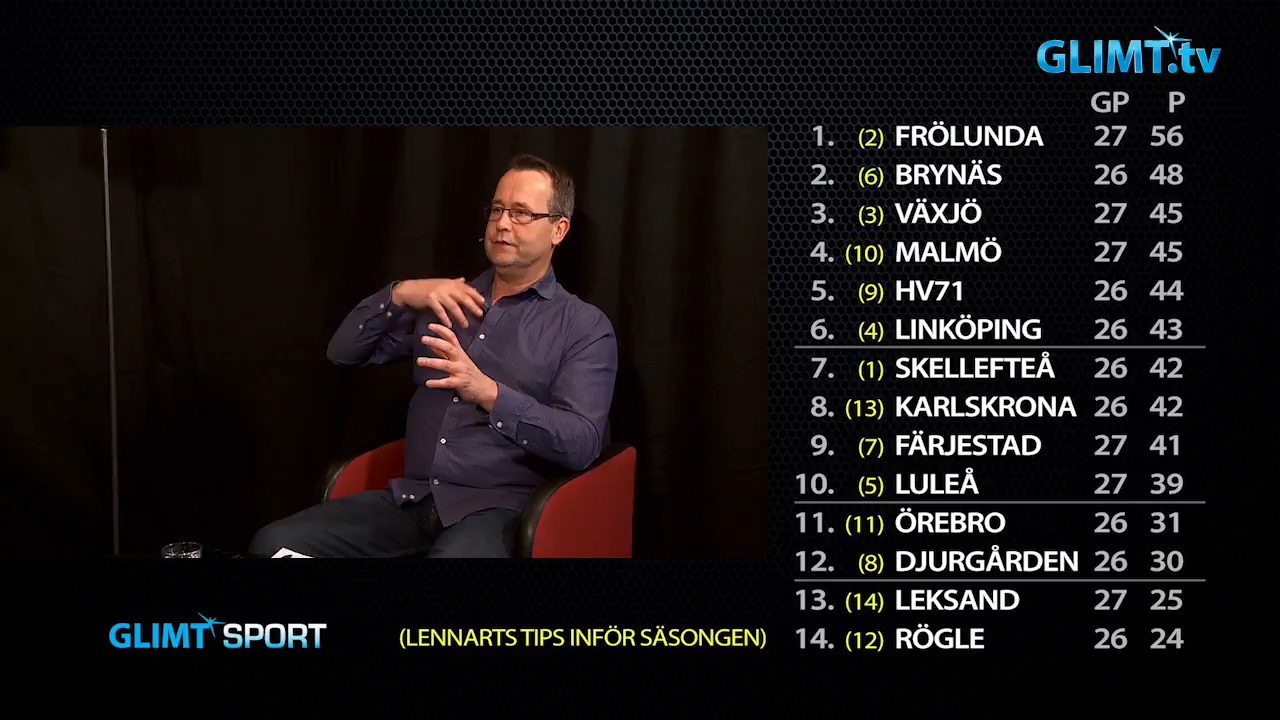 GLIMT.tv
GP P
1. (2) FRÖLUNDA 27 56
2. (6) BRYNÄS 26 48
3. (3) VÄXJÖ 27 45
4. (10) MALMÖ 27 45
5. (9) HV71 26 44
6. (4) LINKÖPING 26 43
7. (1) SKELLEFTEÅ 26 42
8. (13) KARLSKRONA 26 42
9. (7) FÄRJESTAD 27 41
10. (5) LULEÅ 27 39
11. (11) ÖREBRO 26 31
12. (8) DJURGÅRDEN 26 30
13. (14) LEKSAND 27 25
14. (12) RÖGLE 26 24
GLIMT SPORT
(LENNARTS TIPS INFÖR SÄSONGEN)